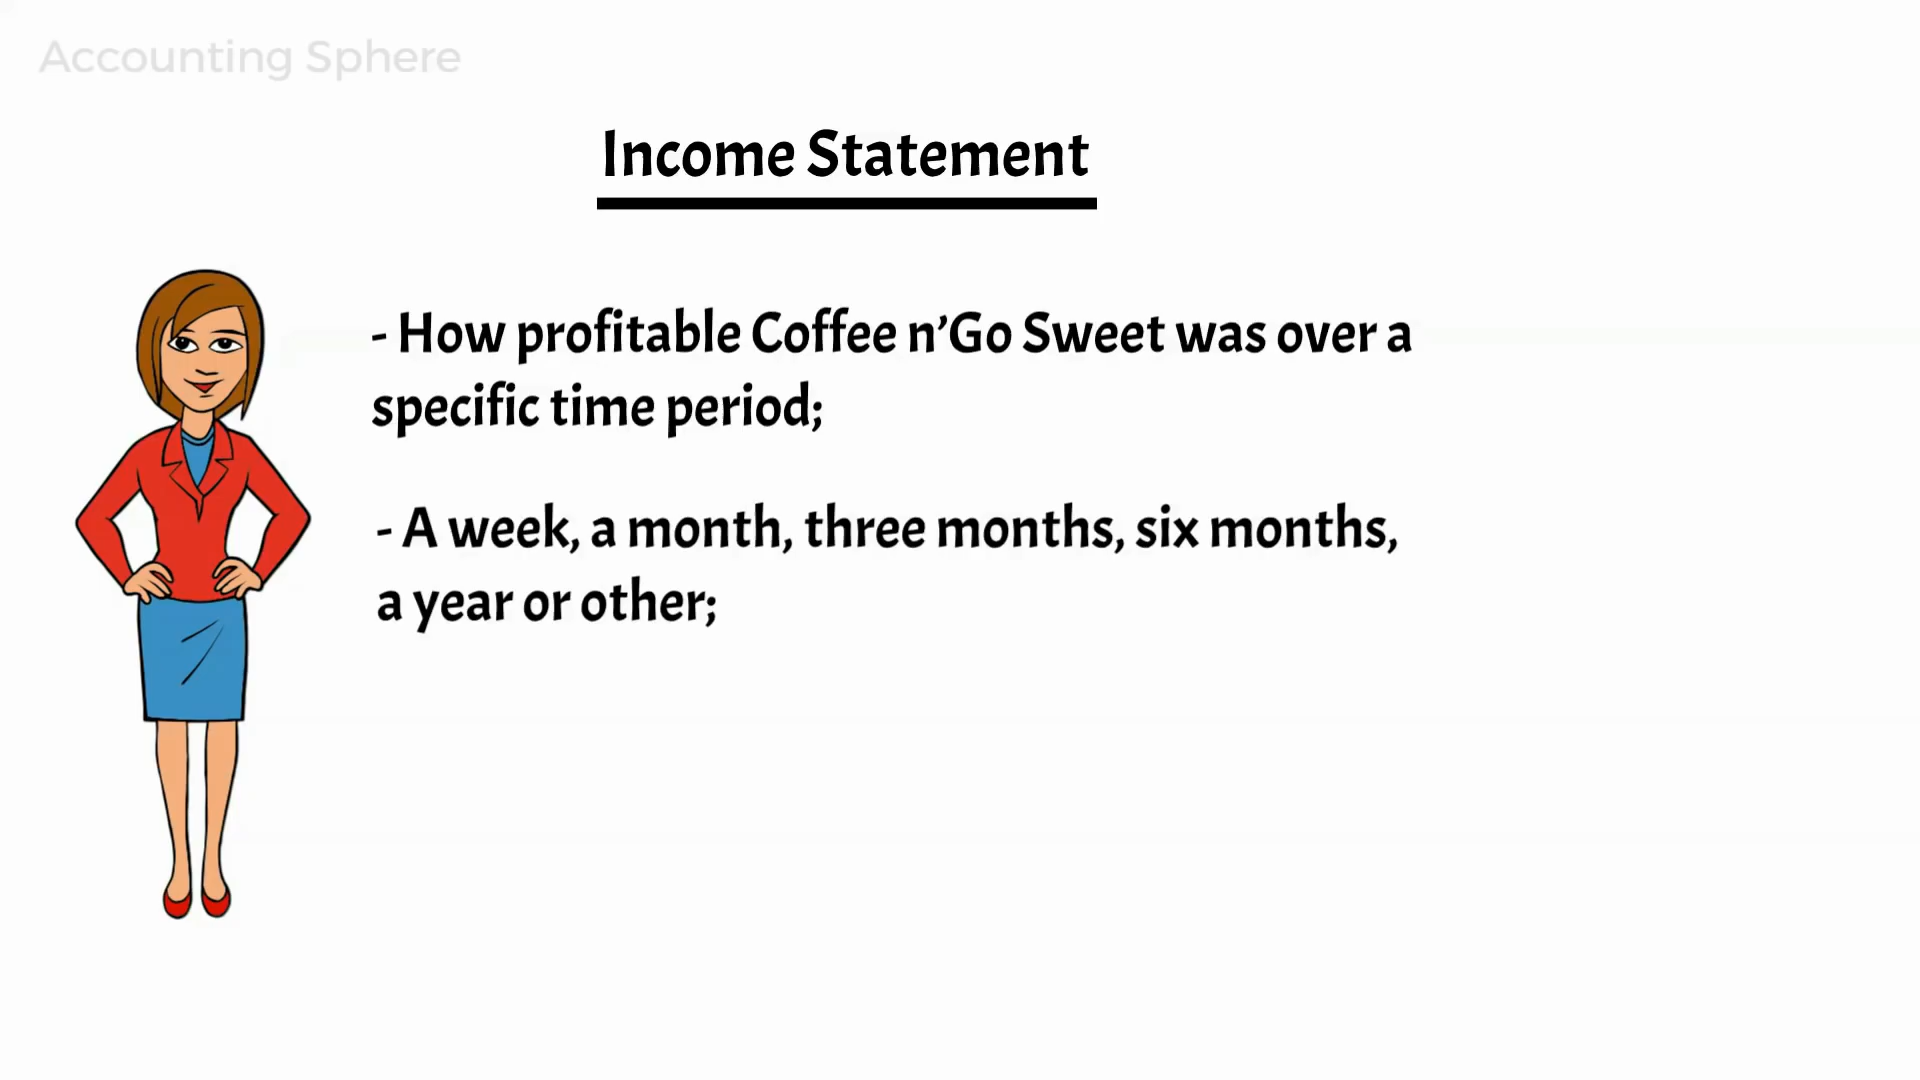 Accounting Sphere
Income Statement
- How profitable Coffee n’Go Sweet was over a
specific time period;
- A week, a month, three months, six months,
a year or other;